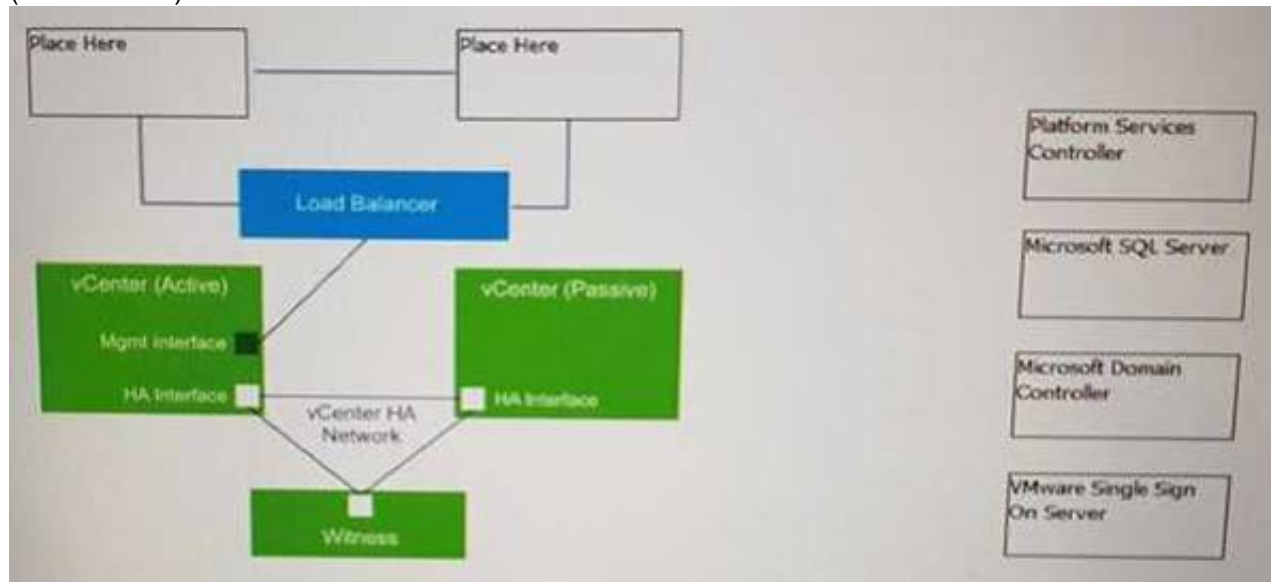 Place Here
Place Here
Platform Services
Controller
Load Balancer
Microsoft SQL Server
vCenter (Active)
vCenter (Passive)
Mgmt Interface
Microsoft Domain
Controller
HA Interface
HA Interface
vCenter HA
Network
VMware Single Sign
On Server
Witness